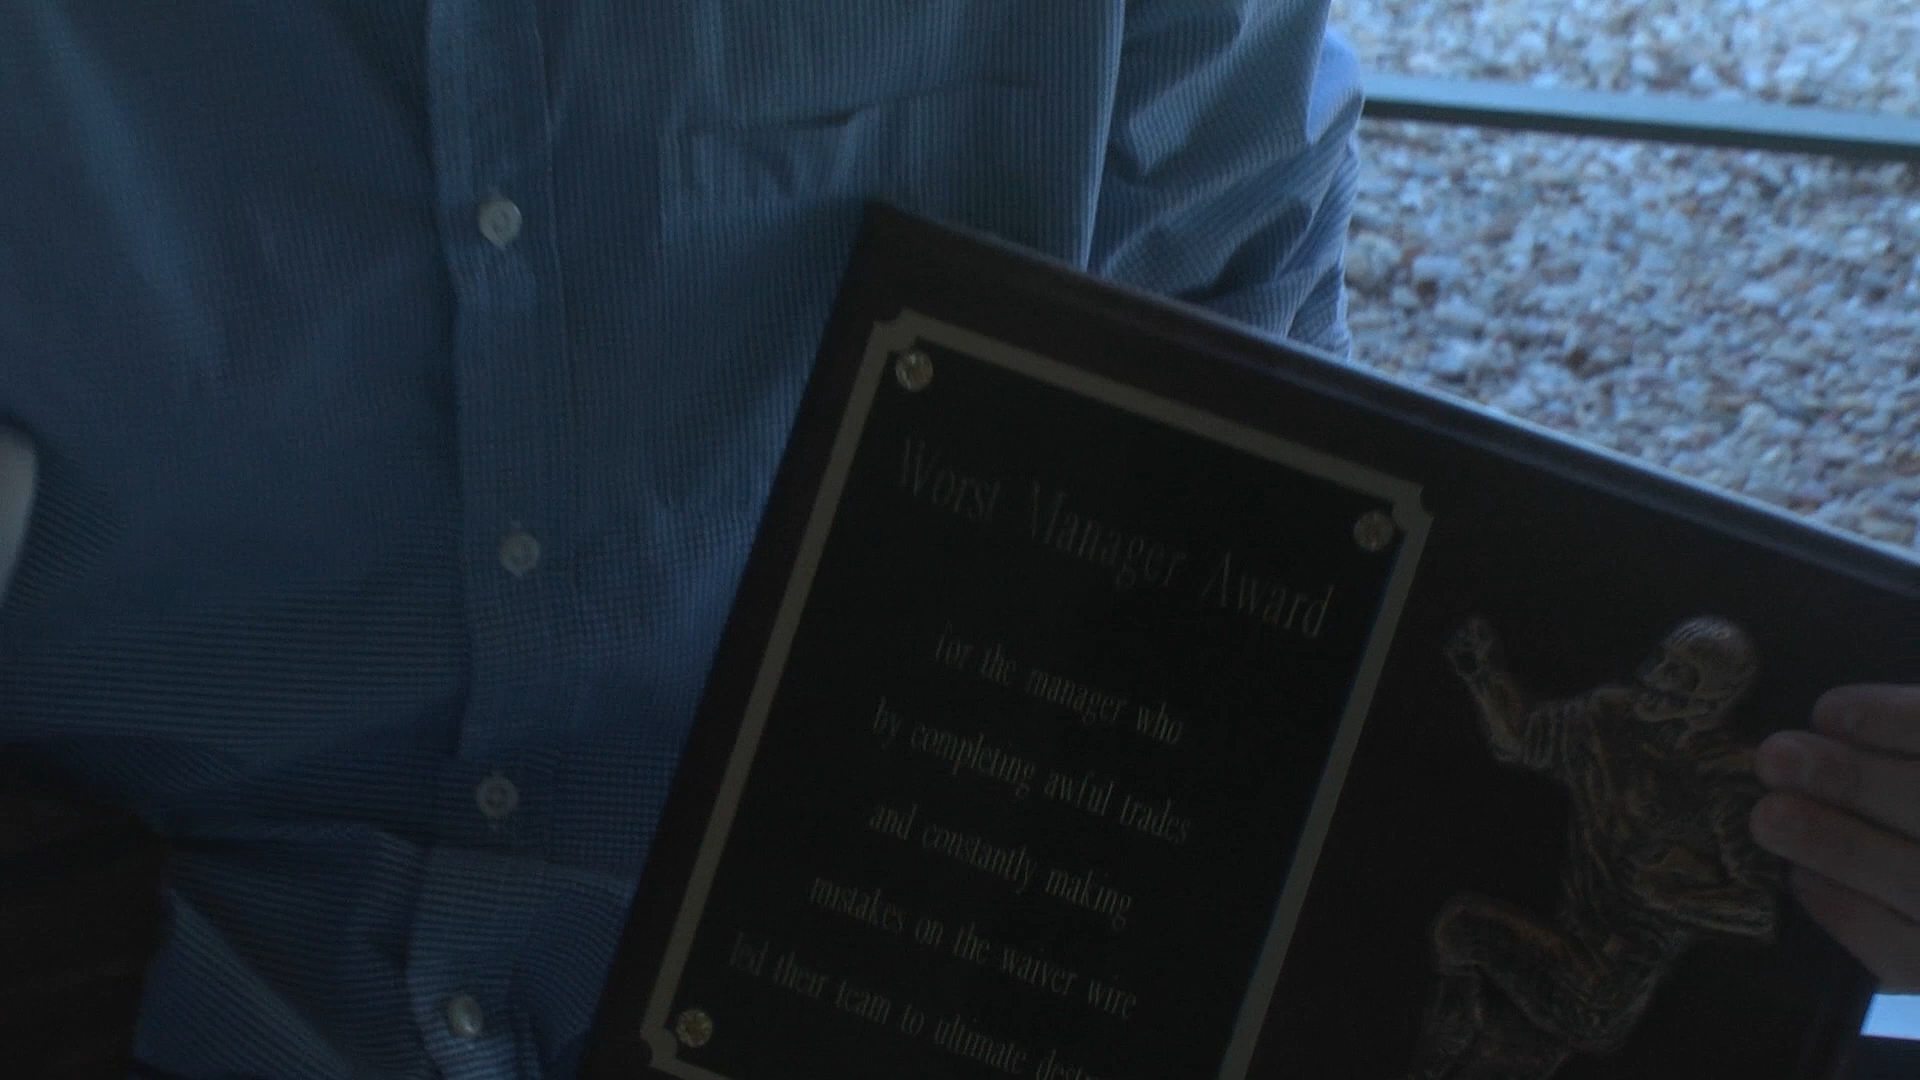 Worst Manager Award
for the manager who
by completing awful trades
and constantly making
mistakes on the waiver wire
led their team to ultimate